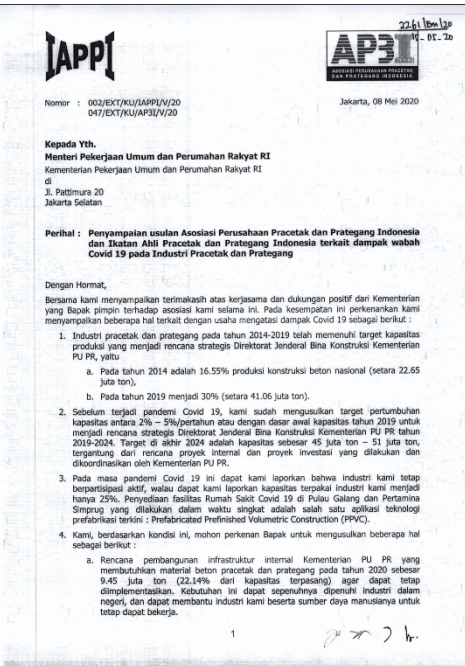 2261/BM/20
15-05-20
IAPPI
AP3I
ASOSIASI PERUSAHAAN PRACETAK
DAN PRATEGANG INDONESIA
Nomor : 002/EXT/KU/IAPPI/V/20
047/EXT/KU/AP3I/V/20
Jakarta, 08 Mei 2020
Kepada Yth.
Menteri Pekerjaan Umum dan Perumahan Rakyat RI
Kementerian Pekerjaan Umum dan Perumahan Rakyat RI
di
Jl. Pattimura 20
Jakarta Selatan
Perihal : Penyampaian usulan Asosiasi Perusahaan Pracetak dan Prategang Indonesia
dan Ikatan Ahli Pracetak dan Prategang Indonesia terkait dampak wabah
Covid 19 pada Industri Pracetak dan Prategang
Dengan Hormat,
Bersama kami menyampaikan terimakasih atas kerjasama dan dukungan positif dari Kementerian
yang Bapak pimpin terhadap asosiasi kami selama ini. Pada kesempatan ini perkenankan kami
menyampaikan beberapa hal terkait dengan usaha mengatasi dampak Covid 19 sebagai berikut :
1. Industri pracetak dan prategang pada tahun 2014-2019 telah memenuhi target kapasitas
produksi yang menjadi rencana strategis Direktorat Jenderal Bina Konstruksi Kementerian
PU PR, yaitu
a. Pada tahun 2014 adalah 16.55% produksi konstruksi beton nasional (setara 22.65
juta ton),
b. Pada tahun 2019 menjadi 30% (setara 41.06 juta ton).
2. Sebelum terjadi pandemi Covid 19, kami sudah mengusulkan target pertumbuhan
kapasitas antara 2% – 5%/pertahun atau dengan dasar awal kapasitas tahun 2019 untuk
menjadi rencana strategis Direktorat Jenderal Bina Konstruksi Kementerian PU PR tahun
2019-2024. Target di akhir 2024 adalah kapasitas sebesar 45 juta ton – 51 juta ton,
tergantung dari rencana proyek internal dan proyek investasi yang dilakukan dan
dikoordinasikan oleh Kementerian PU PR.
3. Pada masa pandemi Covid 19 ini dapat kami laporkan bahwa industri kami tetap
berpartisipasi aktif, walau dapat kami laporkan kapasitas terpakai industri kami menjadi
hanya 25%. Penyediaan fasilitas Rumah Sakit Covid 19 di Pulau Galang dan Pertamina
Simprug yang dilakukan dalam waktu singkat adalah salah satu aplikasi teknologi
prefabrikasi terkini : Prefabricated Prefinished Volumetric Construction (PPVC).
4. Kami, berdasarkan kondisi ini, mohon perkenan Bapak untuk mengusulkan beberapa hal
sebagai berikut :
a. Rencana pembangunan infrastruktur internal Kementerian PU PR yang
membutuhkan material beton pracetak dan prategang pada tahun 2020 sebesar
9.45 juta ton (22.14% dari kapasitas terpasang) agar dapat tetap
diimplementasikan. Kebutuhan ini dapat sepenuhnya dipenuhi industri dalam
negeri, dan dapat membantu industri kami beserta sumber daya manusianya untuk
tetap dapat bekerja.
1